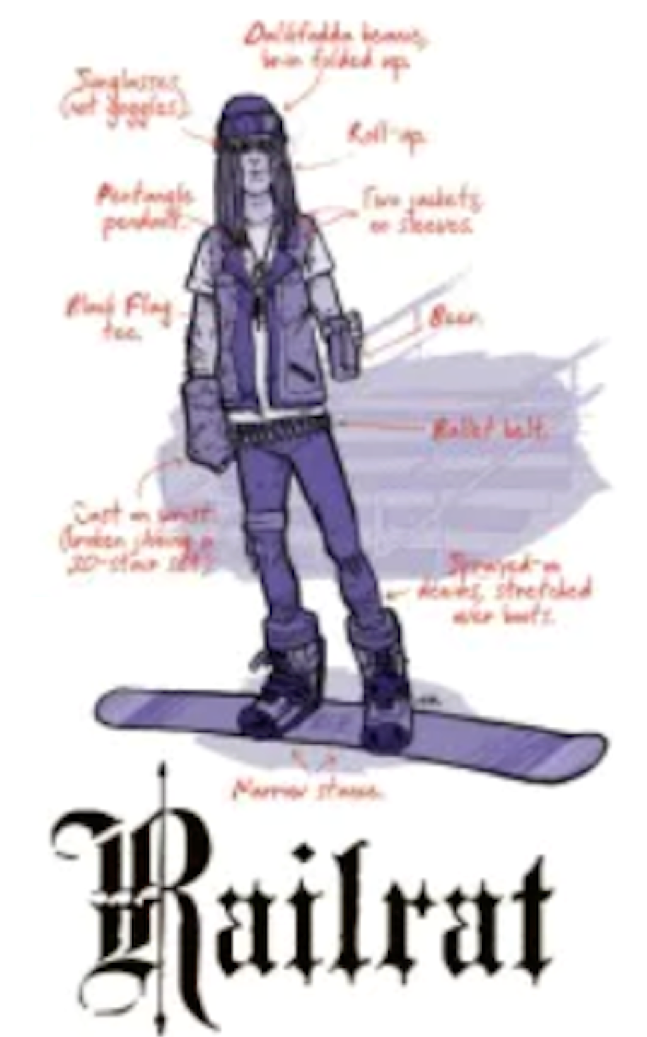 beanie,
brim folded up.
Sunglasses
(not goggles).
Roll-up.
Pentangle
pendant.
Two jackets,
no sleeves.
Black Flag
tee.
Beer.
Bullet belt.
Cast on wrist.
(broken jibbing a
20-stair set).
Sprayed-on
denims, stretched
over boots.
Narrow stance.
Railrat